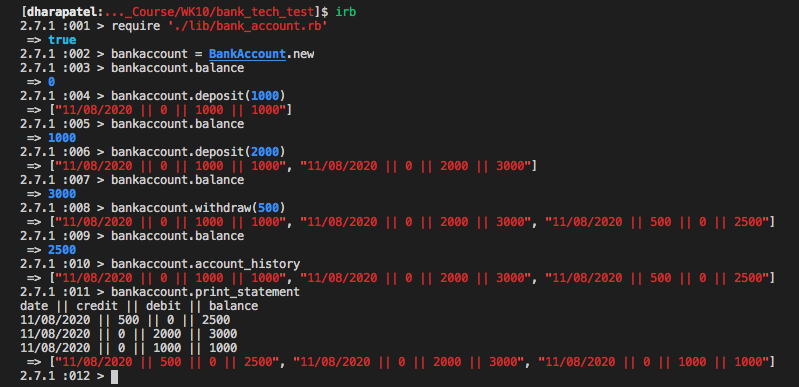 [dharapatel:..._Course/WK10/bank_tech_test]$ irb
2.7.1 :001 > require './lib/bank_account.rb'
=> true
2.7.1 :002 > bankaccount = BankAccount.new
2.7.1 :003 > bankaccount.balance
=> 0
2.7.1 :004 > bankaccount.deposit(1000)
=> ["11/08/2020 || 0 || 1000 || 1000"]
2.7.1 :005 > bankaccount.balance
=> 1000
2.7.1 :006 > bankaccount.deposit(2000)
=> ["11/08/2020 || 0 || 1000 || 1000", "11/08/2020 || 0 || 2000 || 3000"]
2.7.1 :007 > bankaccount.balance
=> 3000
2.7.1 :008 > bankaccount.withdraw(500)
=> ["11/08/2020 || 0 || 1000 || 1000", "11/08/2020 || 0 || 2000 || 3000", "11/08/2020 || 500 || 0 || 2500"]
2.7.1 :009 > bankaccount.balance
=> 2500
2.7.1 :010 > bankaccount.account_history
=> ["11/08/2020 || 0 || 1000 || 1000", "11/08/2020 || 0 || 2000 || 3000", "11/08/2020 || 500 || 0 || 2500"]
2.7.1 :011 > bankaccount.print_statement
date || credit || debit || balance
11/08/2020 || 500 || 0 || 2500
11/08/2020 || 0 || 2000 || 3000
11/08/2020 || 0 || 1000 || 1000
=> ["11/08/2020 || 500 || 0 || 2500", "11/08/2020 || 0 || 2000 || 3000", "11/08/2020 || 0 || 1000 || 1000"]
2.7.1 :012 >